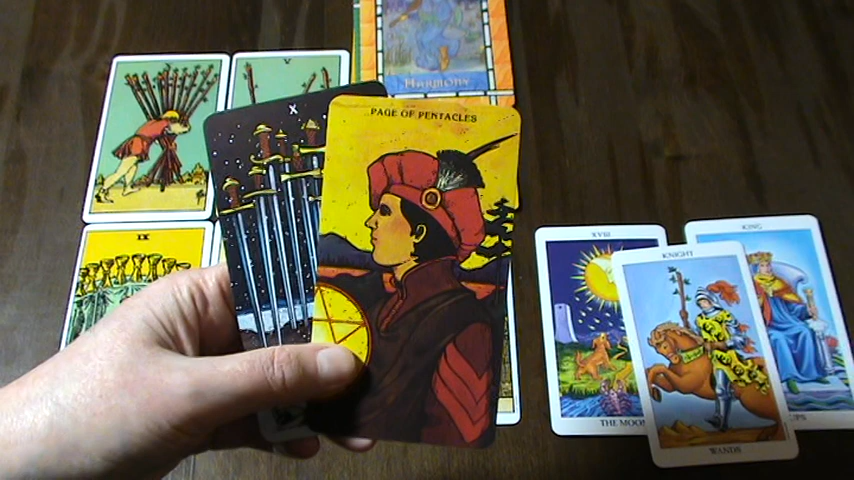 HARMONY
V
X
PAGE OF PENTACLES
IX
XVIII
THE MOON
KNIGHT
WANDS
KING
CUPS